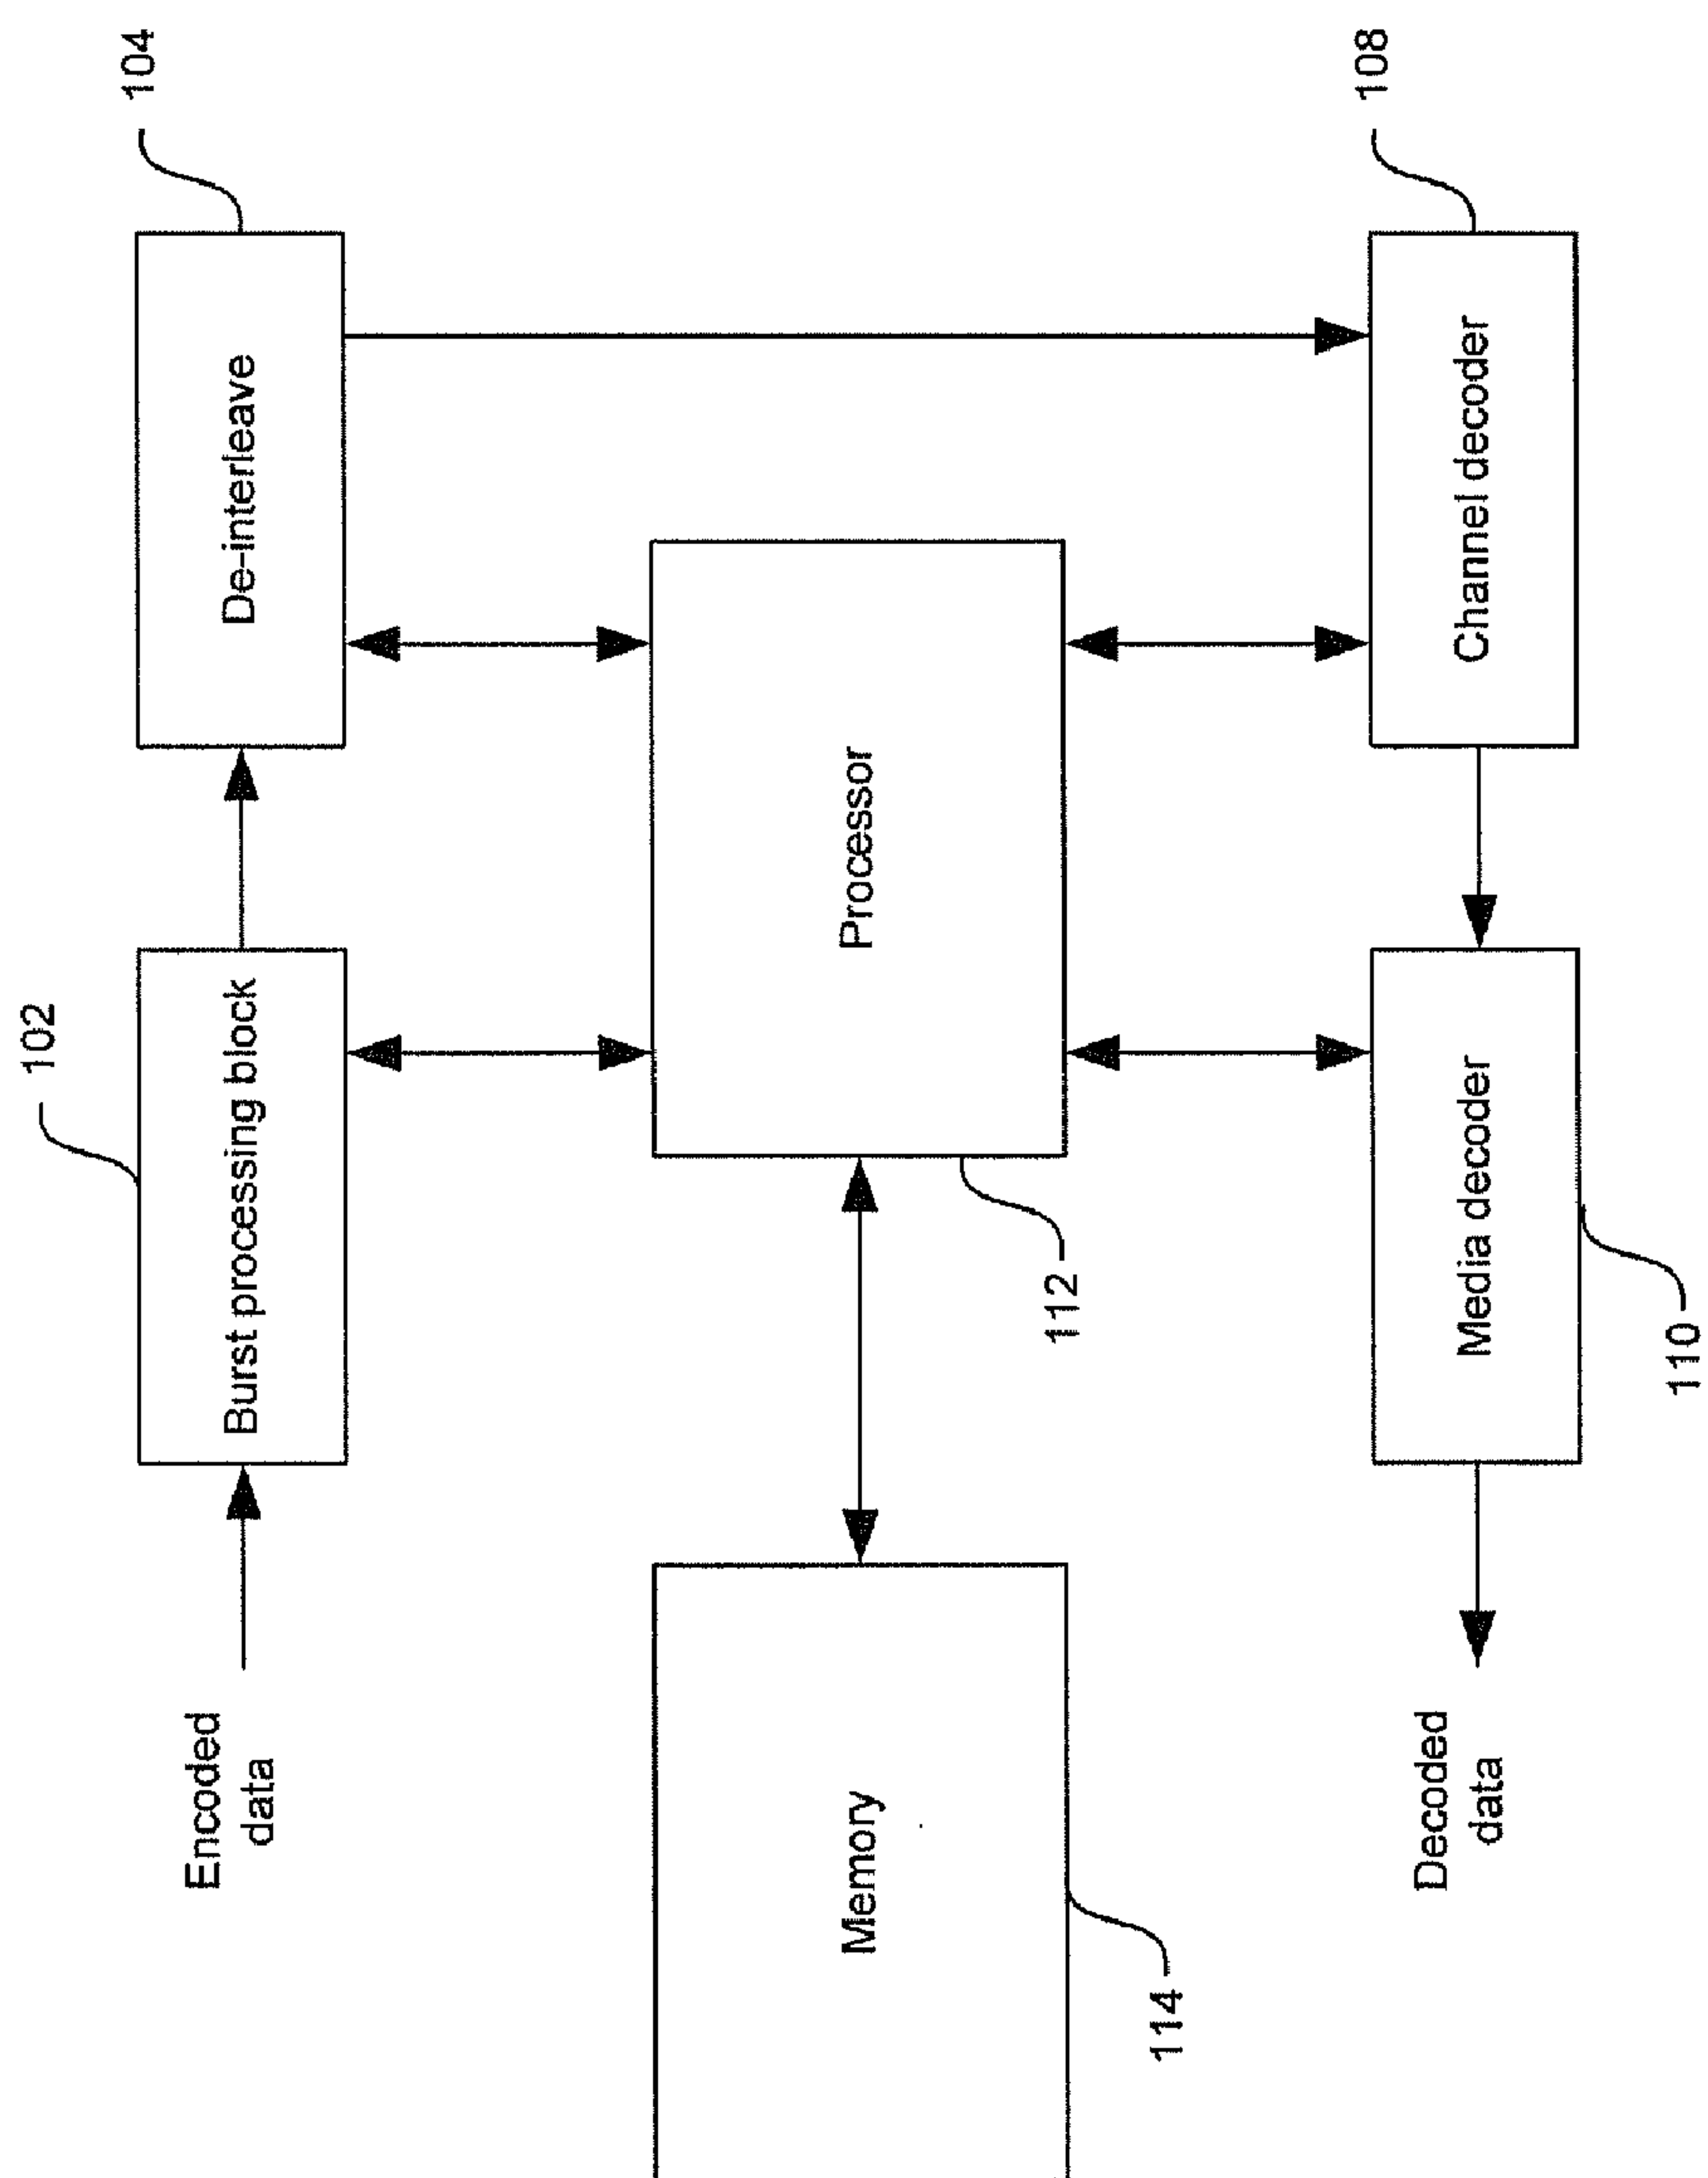 Encoded
data
102
Burst processing block
104
De-interleave
Memory
114
112
Processor
Decoded
data
110
Media decoder
108
Channel decoder